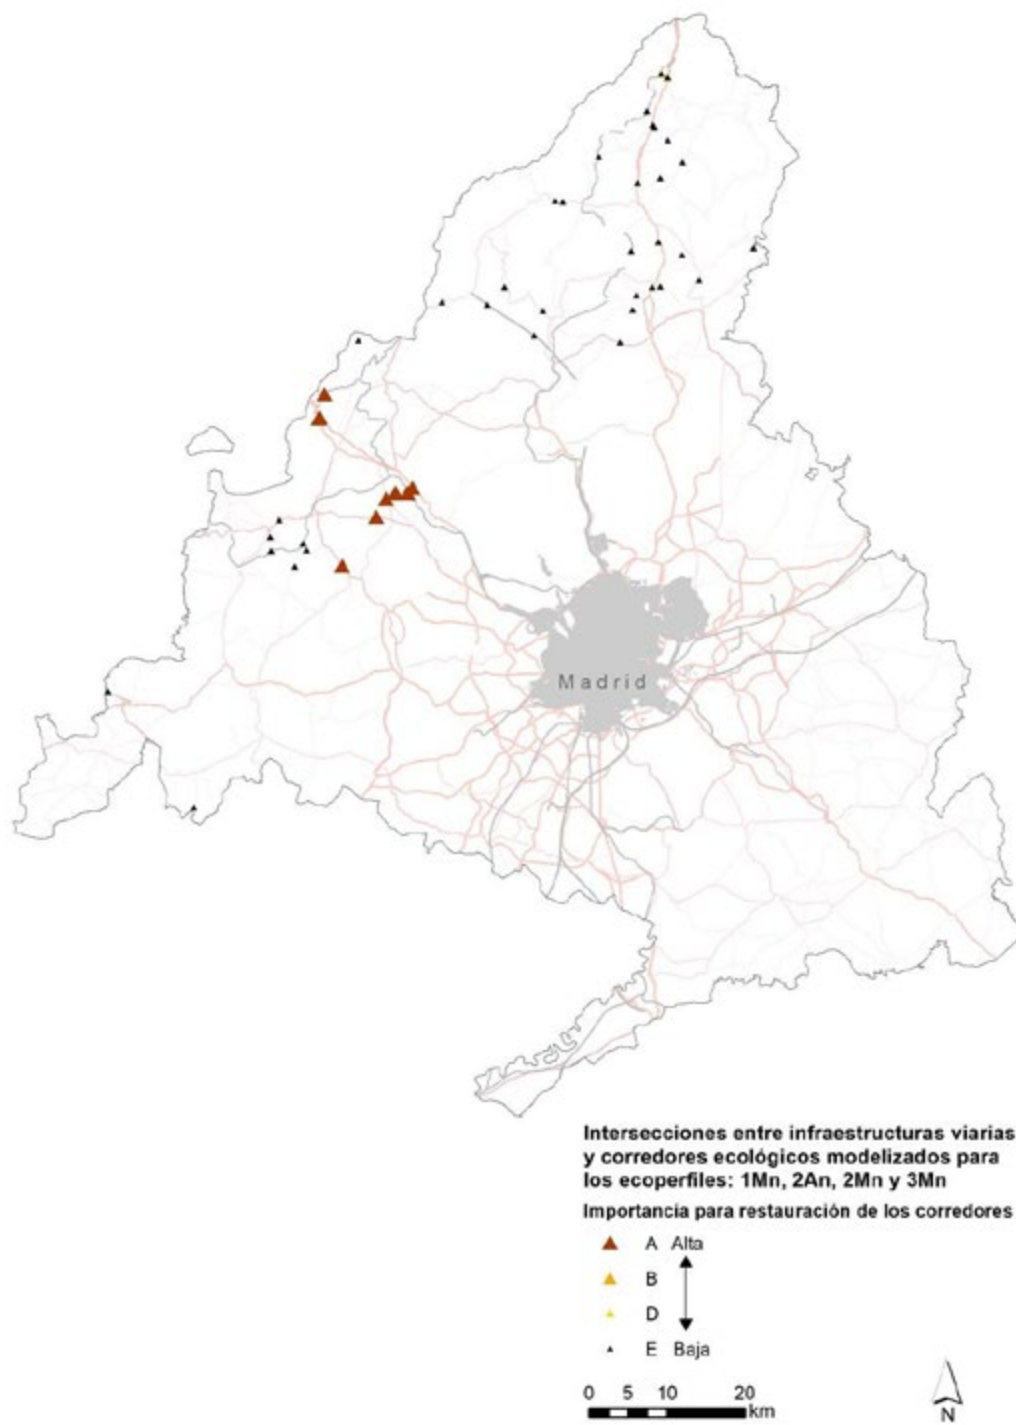 Madrid
Intersecciones entre infraestructuras viarias
y corredores ecológicos modelizados para
los ecoperfiles: 1Mn, 2An, 2Mn y 3Mn
Importancia para restauración de los corredores
A Alta
B
D
E Baja
0 5 10 20
km
N